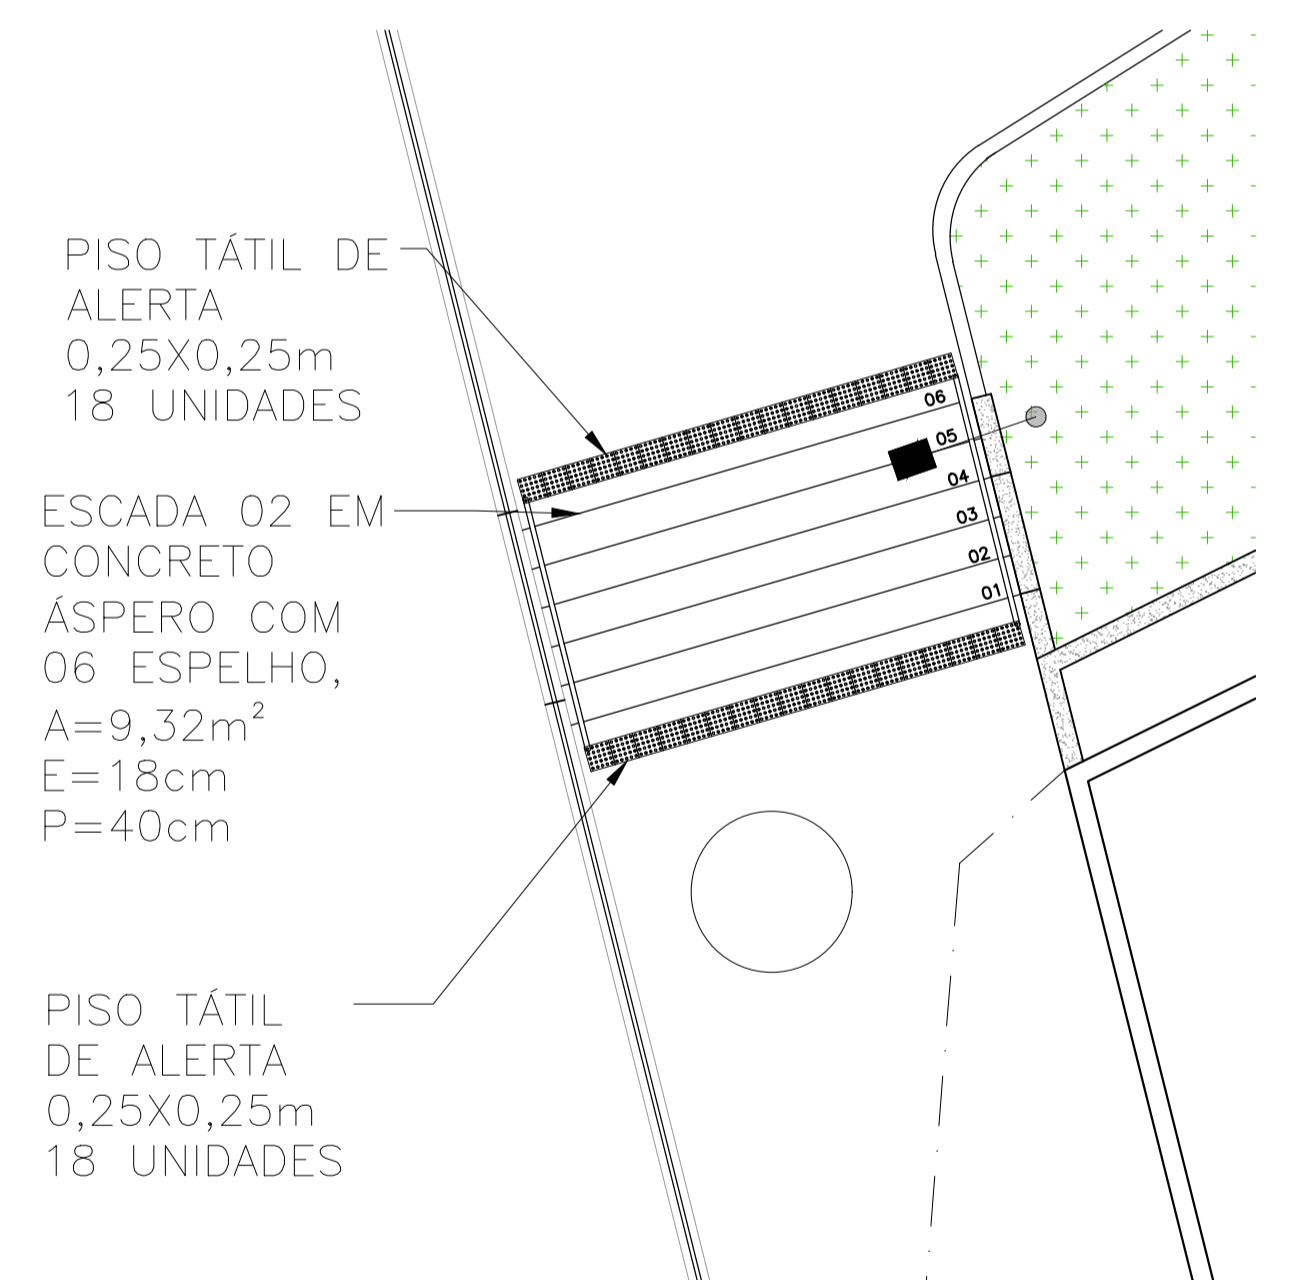 PISO TÁTIL DE
ALERTA
0,25X0,25m
18 UNIDADES
06
05
04
03
02
01
ESCADA 02 EM
CONCRETO
ÁSPERO COM
06 ESPELHO,
A=9,32m²
E=18cm
P=40cm
PISO TÁTIL
DE ALERTA
0,25X0,25m
18 UNIDADES